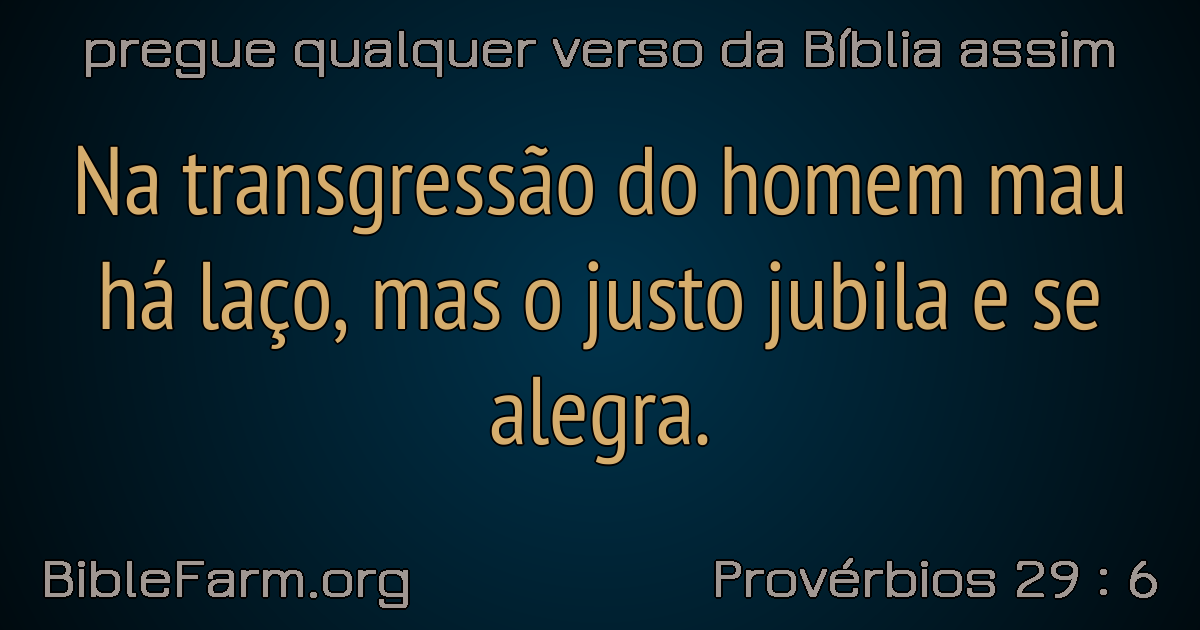 pregue qualquer verso da Bíblia assim
Na transgressão do homem mau
há laço, mas o justo jubila e se
alegra.
BibleFarm.org
Provérbios 29 : 6